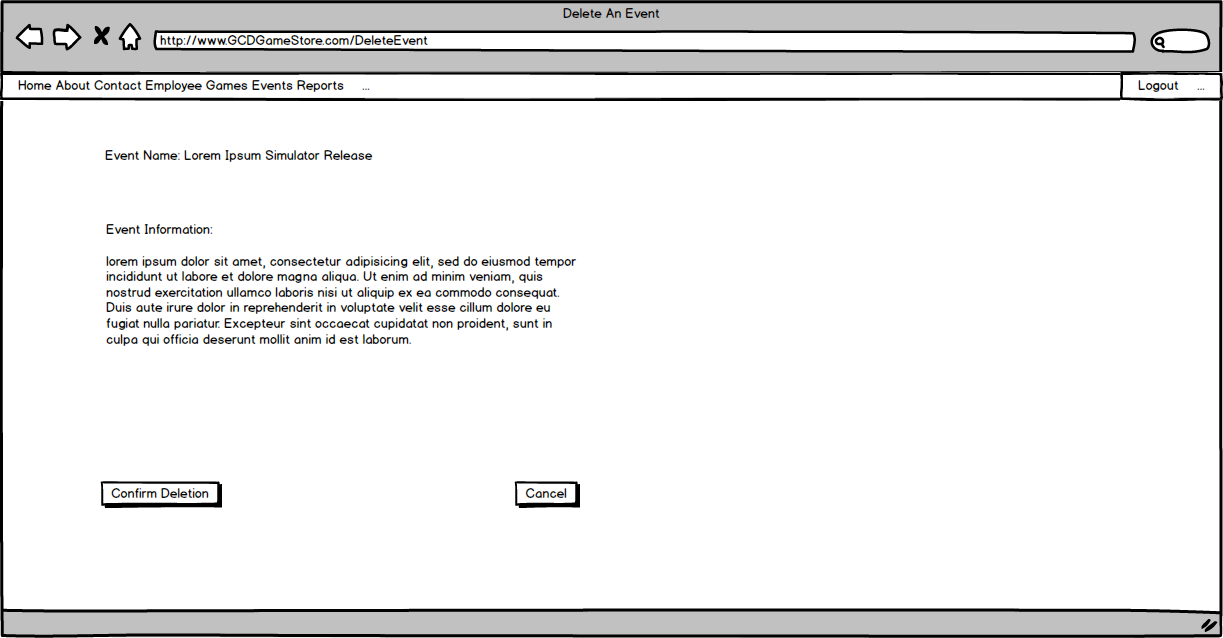 Delete An Event
http://www.GCDGameStore.com/DeleteEvent
Home About Contact Employee Games Events Reports ... Logout ...
Event Name: Lorem Ipsum Simulator Release
Event Information:
lorem ipsum dolor sit amet, consectetur adipisicing elit, sed do eiusmod tempor
incididunt ut labore et dolore magna aliqua. Ut enim ad minim veniam, quis
nostrud exercitation ullamco laboris nisi ut aliquip ex ea commodo consequat.
Duis aute irure dolor in reprehenderit in voluptate velit esse cillum dolore eu
fugiat nulla pariatur. Excepteur sint occaecat cupidatat non proident, sunt in
culpa qui officia deserunt mollit anim id est laborum.
Confirm Deletion Cancel